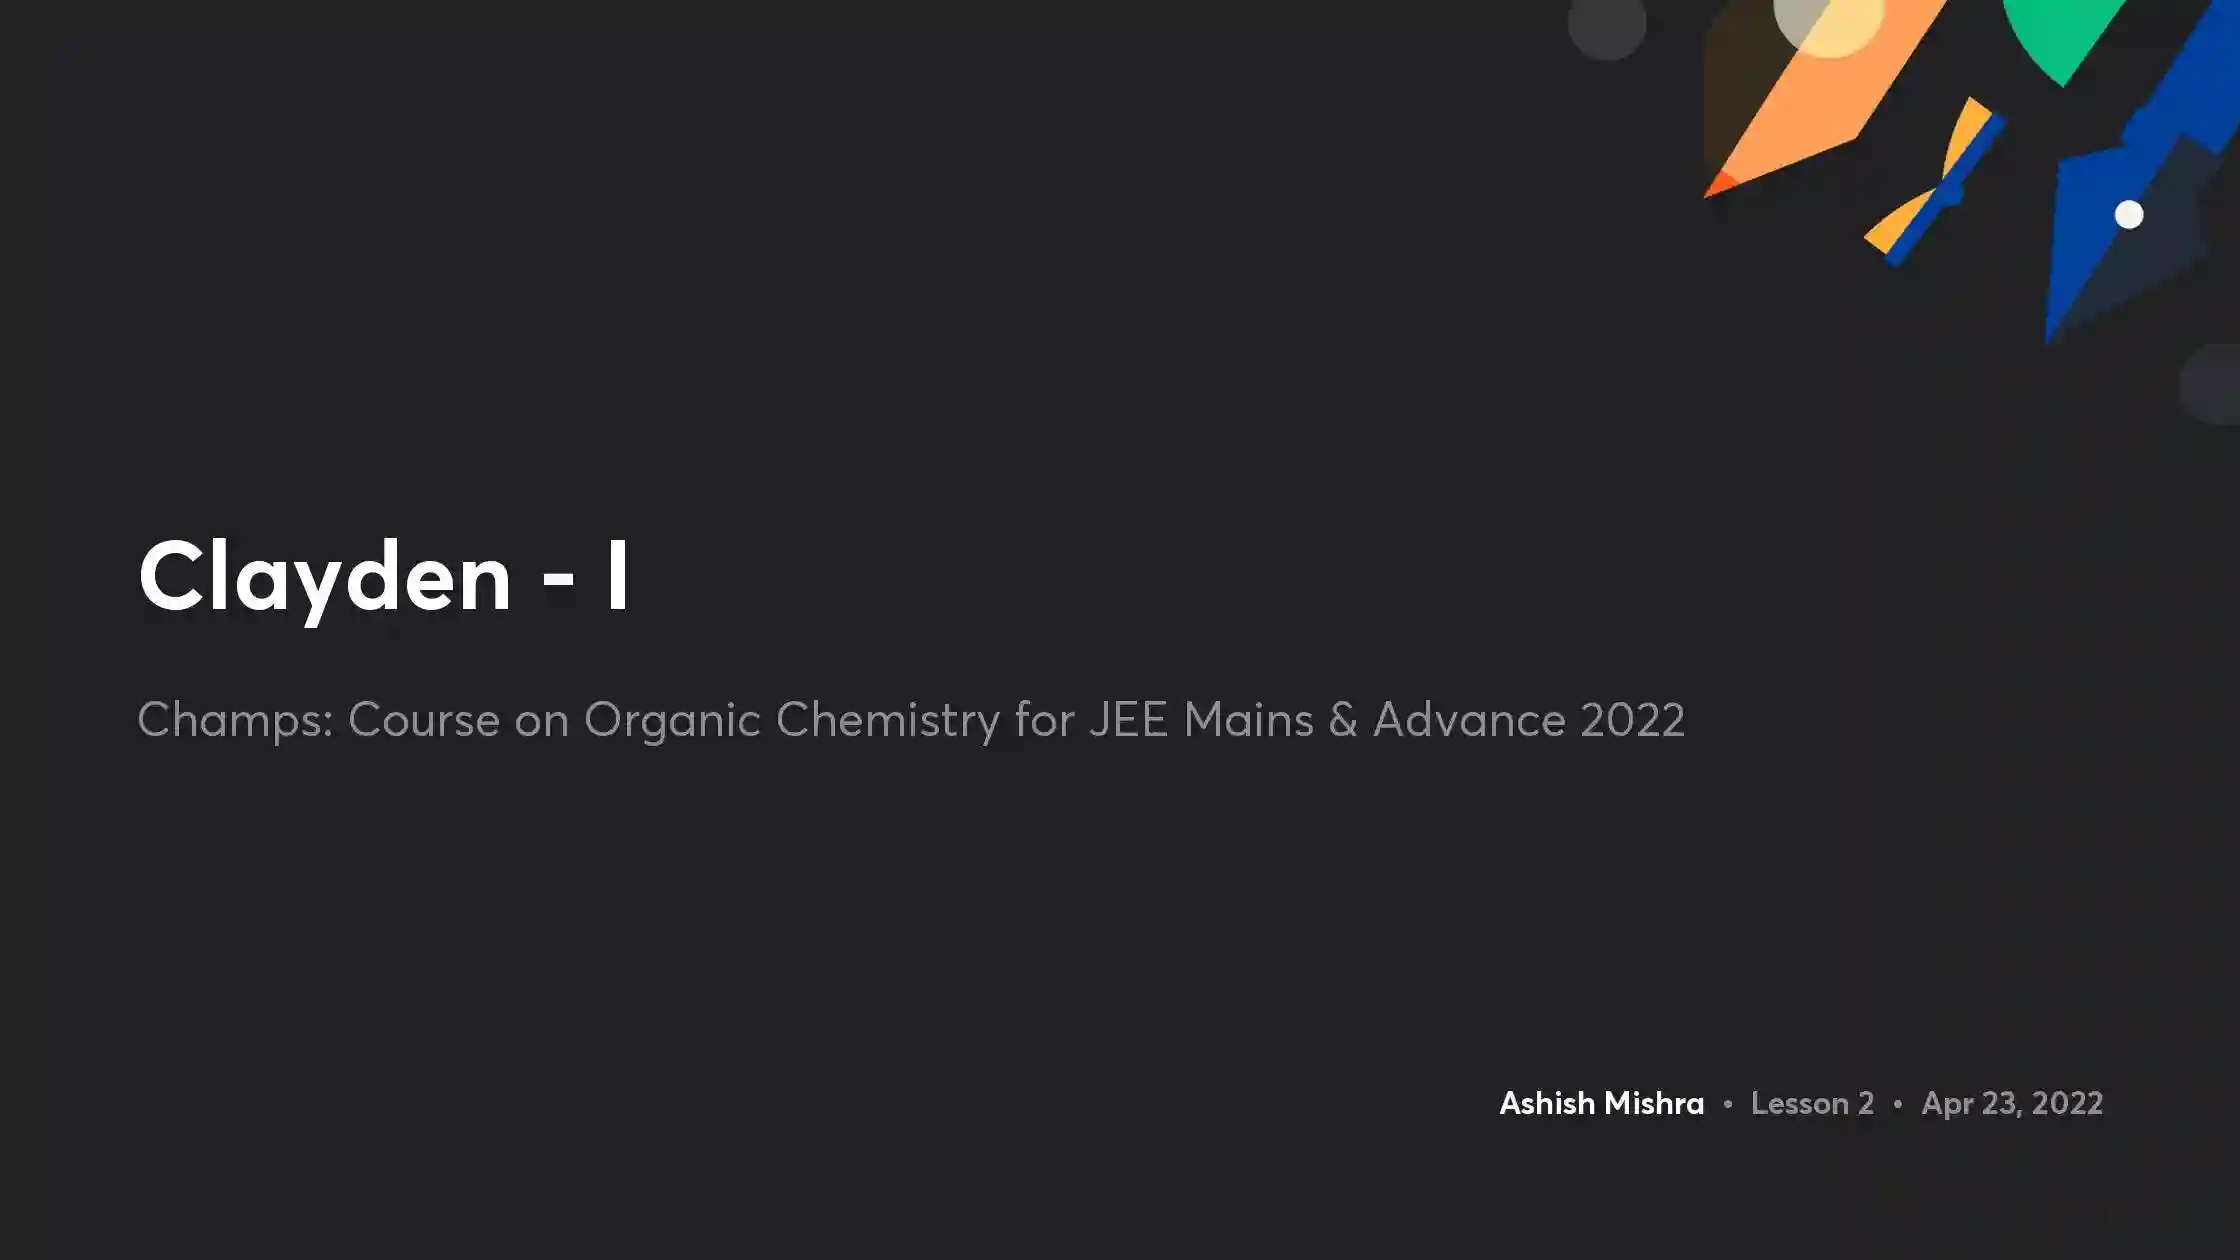 Clayden - I
Champs: Course on Organic Chemistry for JEE Mains & Advance 2022
Ashish Mishra • Lesson 2 • Apr 23, 2022